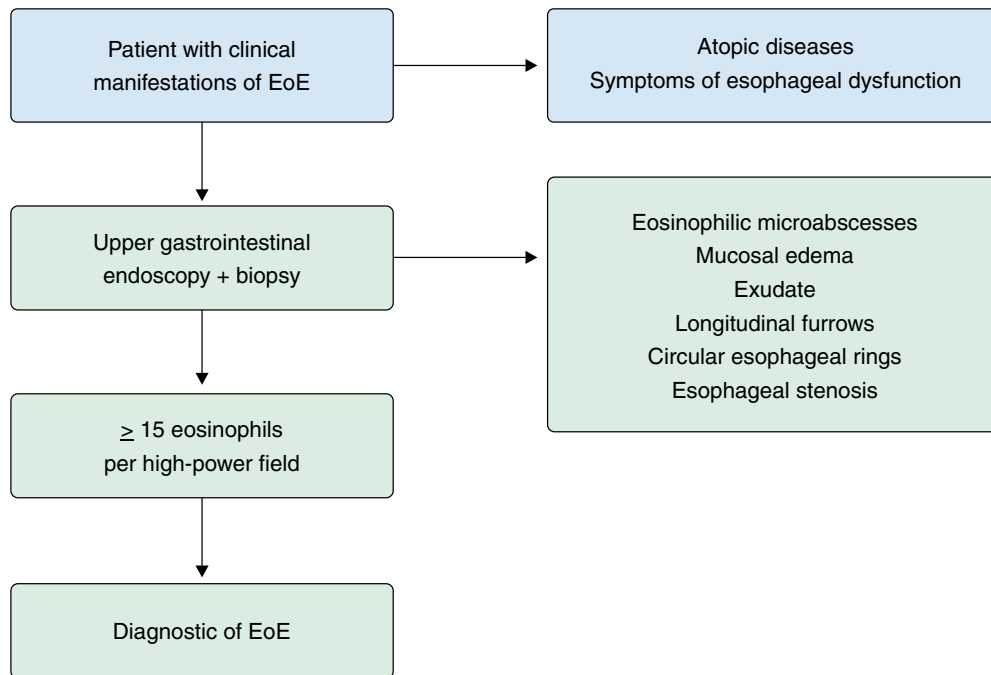 Patient with clinical
manifestations of EoE
Atopic diseases
Symptoms of esophageal dysfunction
Upper gastrointestinal
endoscopy + biopsy
Eosinophilic microabscesses
Mucosal edema
Exudate
Longitudinal furrows
Circular esophageal rings
Esophageal stenosis
≥ 15 eosinophils
per high-power field
Diagnostic of EoE